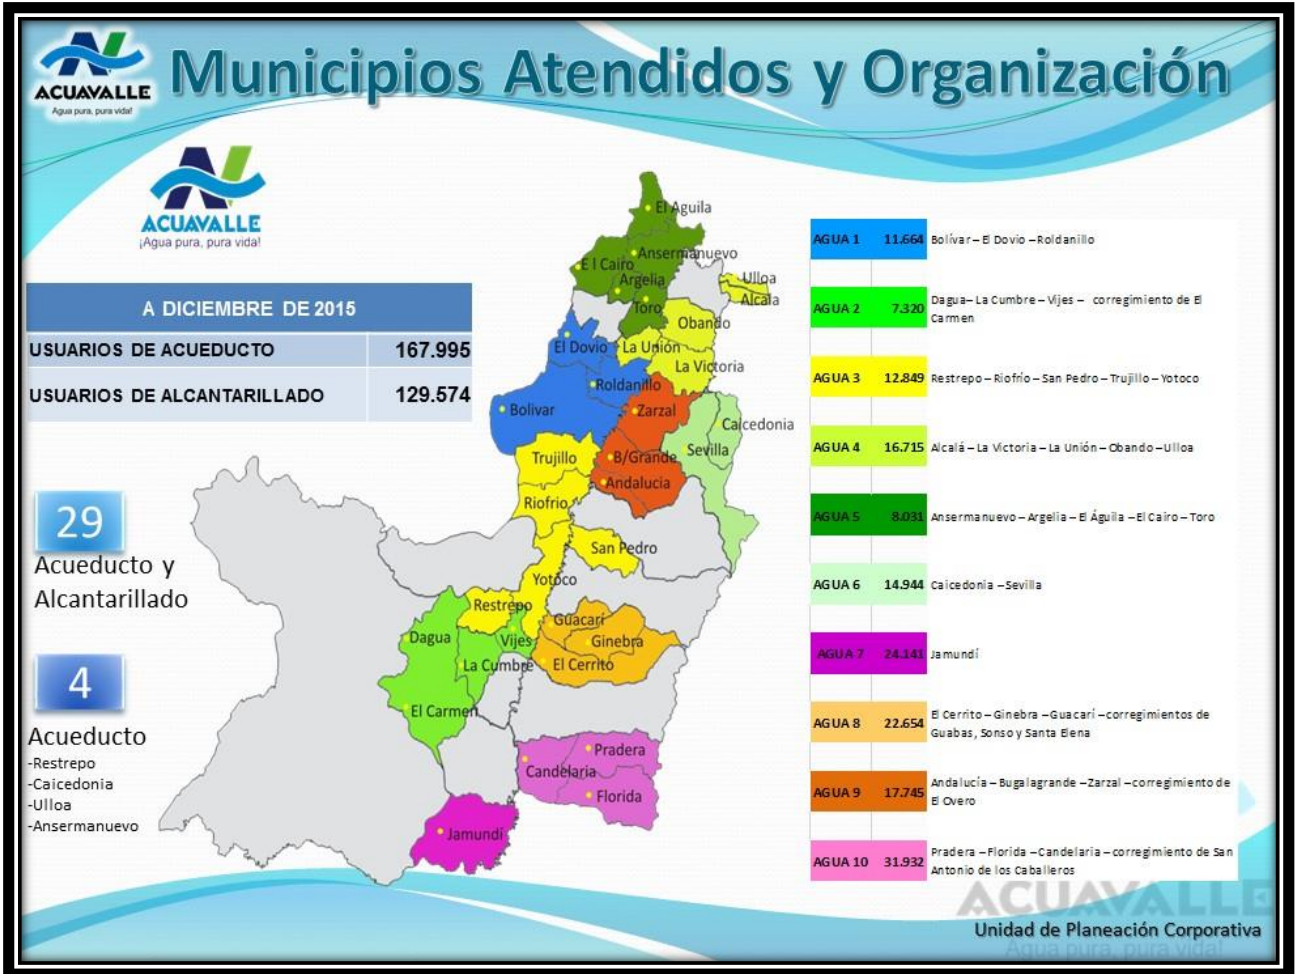 ACUAVALLE
Agua pura, pura vida!
Municipios Atendidos y Organización
ACUAVALLE
¡Agua pura, pura vida!
A DICIEMBRE DE 2015
USUARIOS DE ACUEDUCTO 167.995
USUARIOS DE ALCANTARILLADO 129.574
29
Acueducto y
Alcantarillado
4
Acueducto
-Restrepo
-Caicedonia
-Ulloa
-Ansermanuevo
El Aguila
Ansermanuevo
E l Cairo
Argelia
Ulloa
Alcala
Toro
Obando
El Dovio
La Unión
La Victoria
Roldanillo
Bolivar
Zarzal
Caicedonia
Trujillo
B/Grande
Sevilla
Andalucia
Riofrio
San Pedro
Yotoco
Restrepo
Guacarí
Dagua
Vijes
Ginebra
La Cumbre
El Cerrito
El Carmen
Pradera
Candelaria
Florida
Jamundí
AGUA 1 11.664 Bolívar – El Dovio – Roldanillo
AGUA 2 7.320 Dagua– La Cumbre – Vijes – corregimiento de El
Carmen
AGUA 3 12.849 Restrepo – Riofrío – San Pedro – Trujillo – Yotoco
AGUA 4 16.715 Alcalá – La Victoria – La Unión – Obando –Ulloa
AGUA 5 8.031 Ansermanuevo – Argelia – El Águila – El Cairo – Toro
AGUA 6 14.944 Caicedonia – Sevilla
AGUA 7 24.141 Jamundí
AGUA 8 22.654 El Cerrito – Ginebra – Guacarí – corregimientos de
Guabas, Sonso y Santa Elena
AGUA 9 17.745 Andalucía – Bugalagrande – Zarzal – corregimiento de
El Overo
AGUA 10 31.932 Pradera – Florida – Candelaria – corregimiento de San
Antonio de los Caballeros
ACUAVALLE
Unidad de Planeación Corporativa
Agua pura, pura vida!